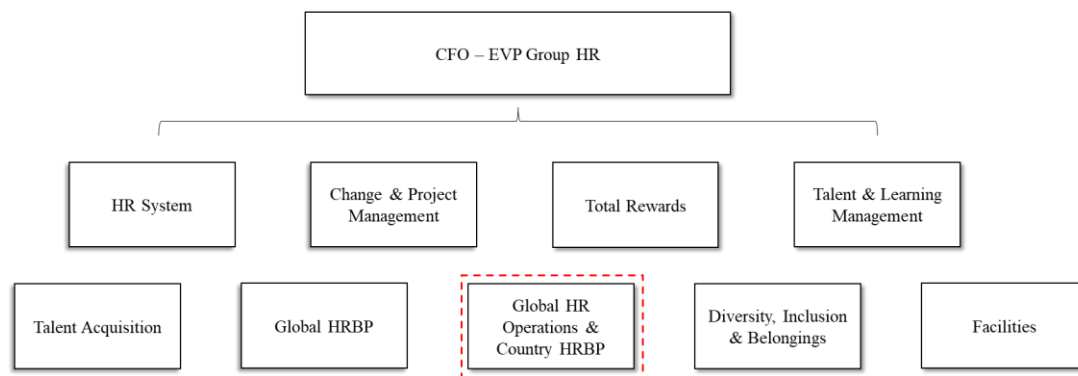 CFO – EVP Group HR
HR System
Change & Project
Management
Total Rewards
Talent & Learning
Management
Talent Acquisition
Global HRBP
Global HR
Operations &
Country HRBP
Diversity, Inclusion
& Belongings
Facilities